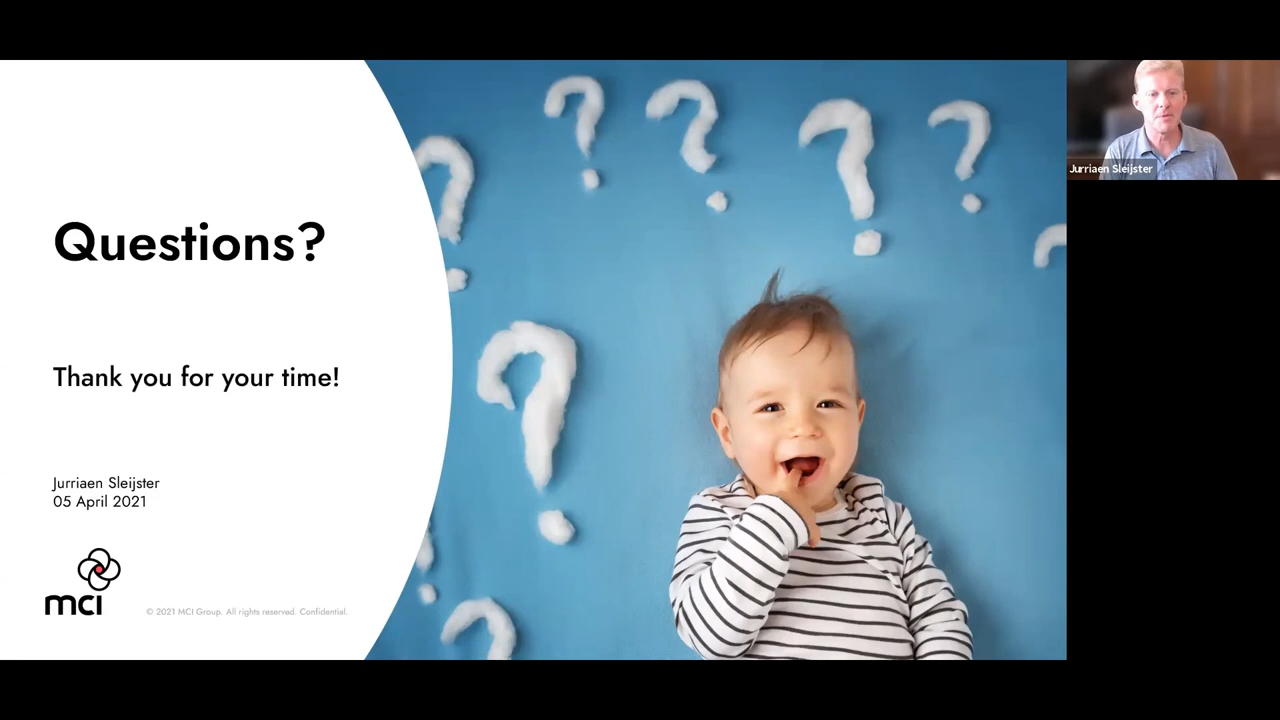 Questions?
Thank you for your time!
Jurriaen Sleijster
05 April 2021
mci
© 2021 MCI Group. All rights reserved. Confidential.
Jurriaen Sleijster